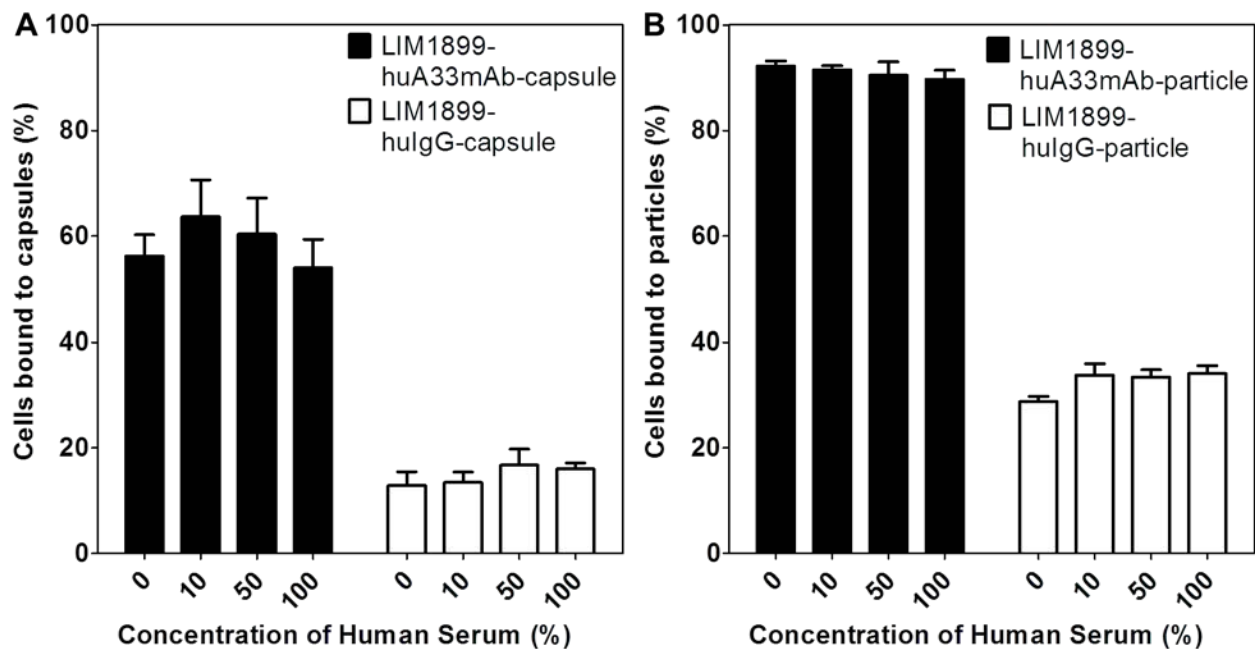 A
Cells bound to capsules (%)
100
80
60
40
20
0
LIM1899-
huA33mAb-capsule
LIM1899-
huIgG-capsule
0 10 50 100 0 10 50 100
Concentration of Human Serum (%)
B
Cells bound to particles (%)
100
80
60
40
20
0
LIM1899-
huA33mAb-particle
LIM1899-
huIgG-particle
0 10 50 100 0 10 50 100
Concentration of Human Serum (%)